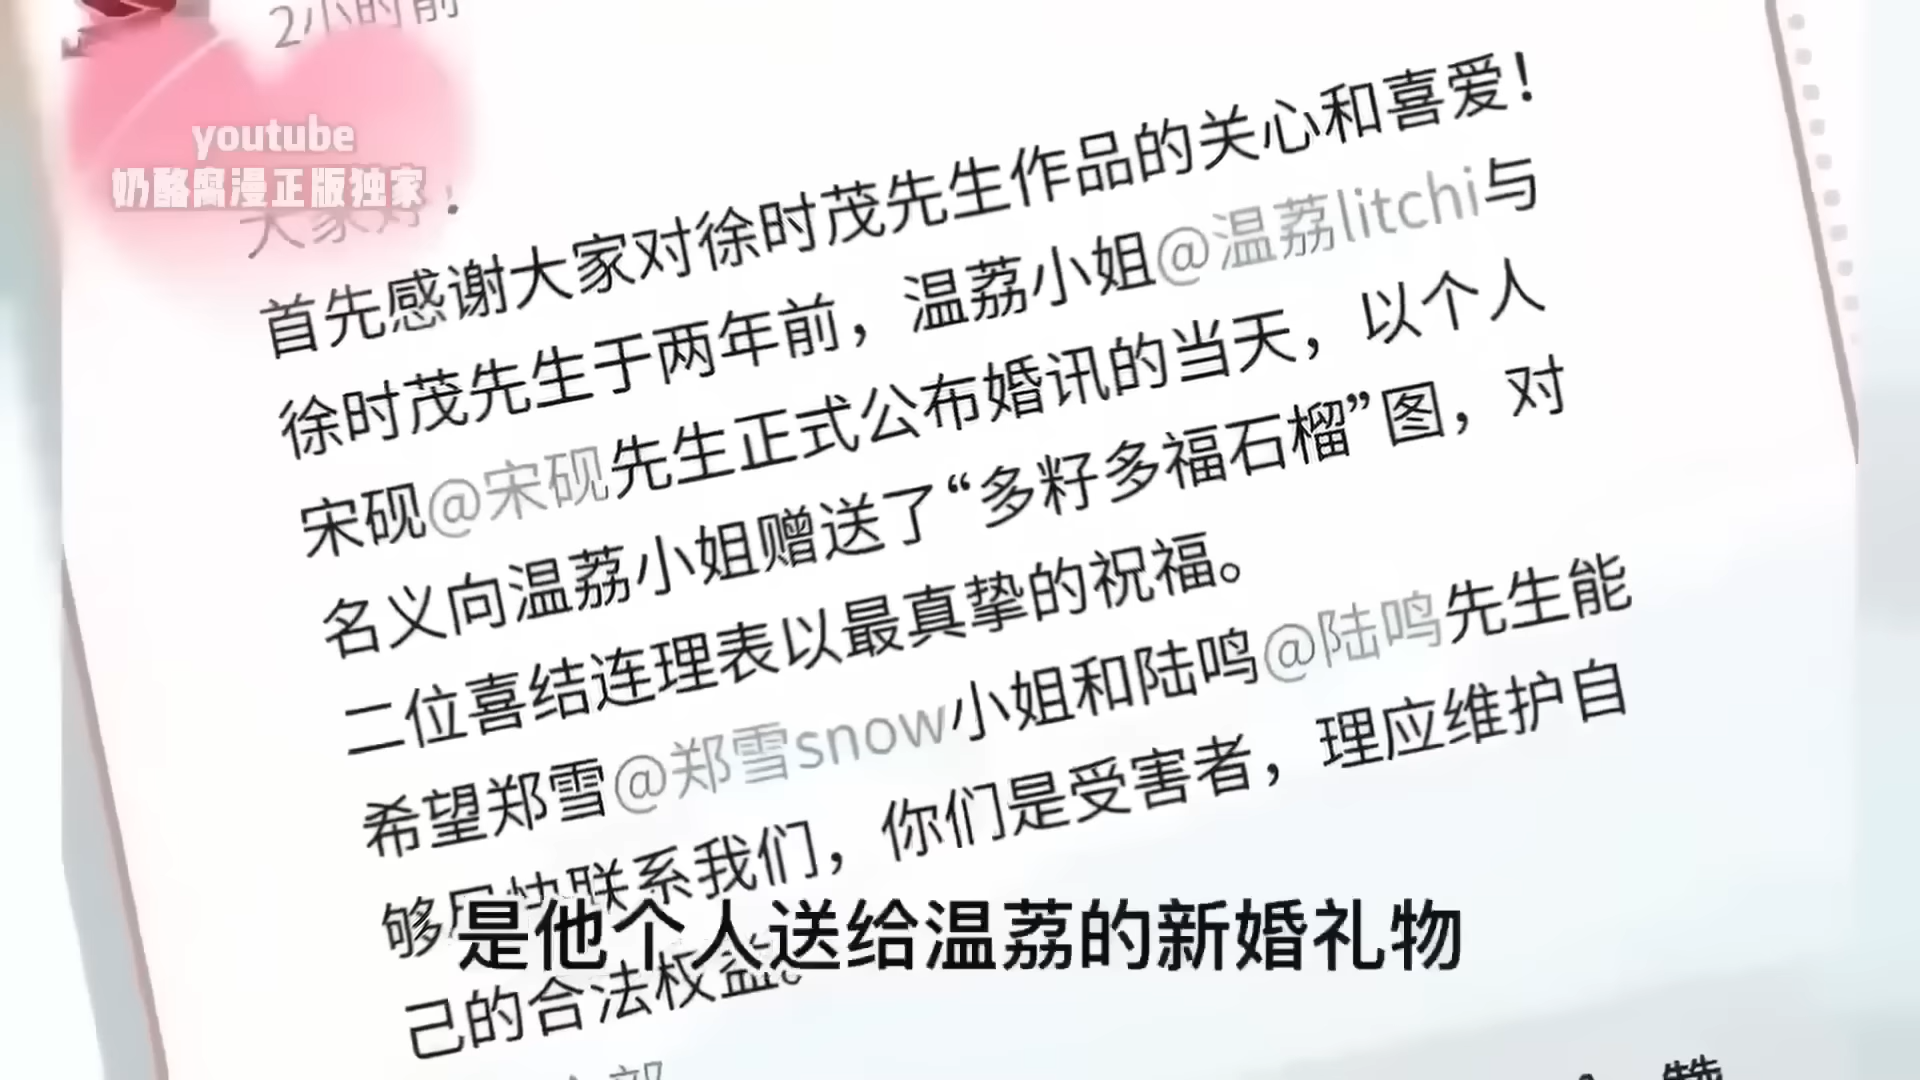 2小时前
youtube
奶酪腐漫正版独家
大家好！
首先感谢大家对徐时茂先生作品的关心和喜爱！
徐时茂先生于两年前，温荔小姐@温荔litchi与
宋砚@宋砚先生正式公布婚讯的当天，以个人
名义向温荔小姐赠送了“多籽多福石榴”图，对
二位喜结连理表以最真挚的祝福。
希望郑雪@郑雪snow小姐和陆鸣@陆鸣先生能
够尽快联系我们，你们是受害者，理应维护自
己的合法权益。
是他个人送给温荔的新婚礼物